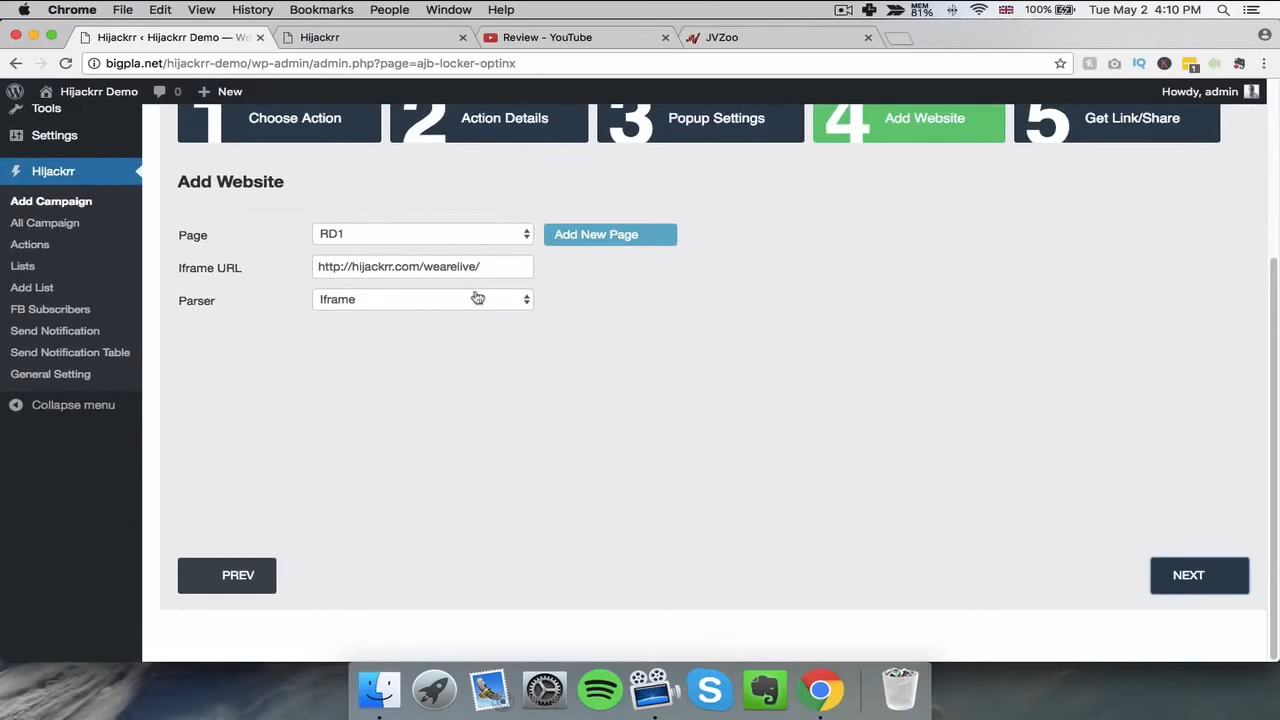 Chrome File Edit View History Bookmarks People Window Help MEM 81% 100% Tue May 2 4:10 PM
Hijackrr ‹ Hijackrr Demo — Wo Hijackrr Review - YouTube JVZoo
bigpla.net/hijackrr-demo/wp-admin/admin.php?page=ajb-locker-optinx IQ 1
Hijackrr Demo 0 New Howdy, admin
Tools
Settings
Hijackrr
Add Campaign
All Campaign
Actions
Lists
Add List
FB Subscribers
Send Notification
Send Notification Table
General Setting
Collapse menu
1 Choose Action 2 Action Details 3 Popup Settings 4 Add Website 5 Get Link/Share
Add Website
Page RD1 Add New Page
Iframe URL http://hijackrr.com/wearelive/
Parser Iframe
PREV NEXT